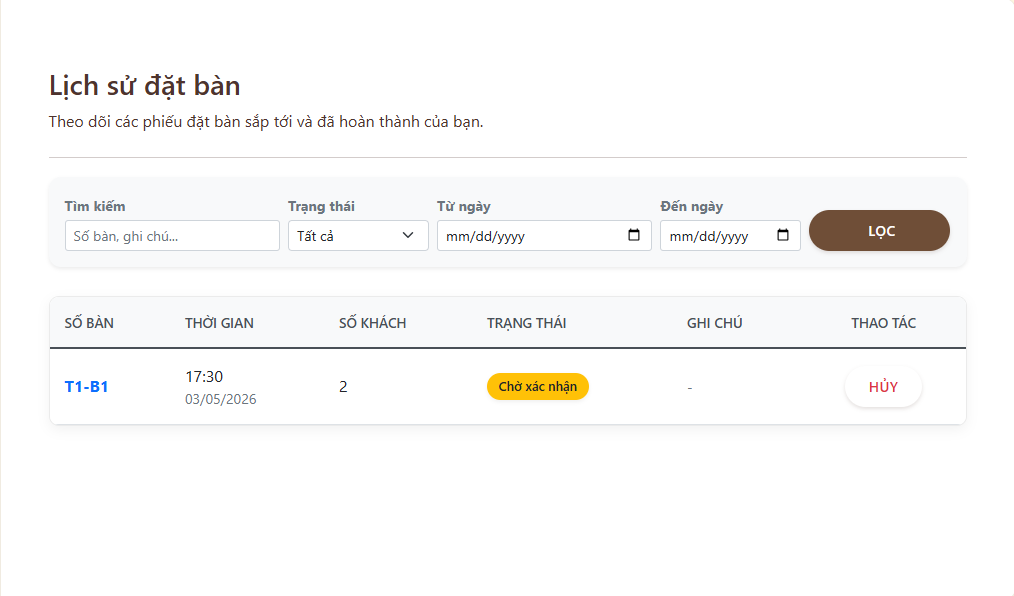 Lịch sử đặt bàn
Theo dõi các phiếu đặt bàn sắp tới và đã hoàn thành của bạn.
Tìm kiếm Trạng thái Từ ngày Đến ngày
Số bàn, ghi chú... Tất cả mm/dd/yyyy mm/dd/yyyy LỌC
SỐ BÀN THỜI GIAN SỐ KHÁCH TRẠNG THÁI GHI CHÚ THAO TÁC
T1-B1 17:30 2 Chờ xác nhận - HỦY
03/05/2026